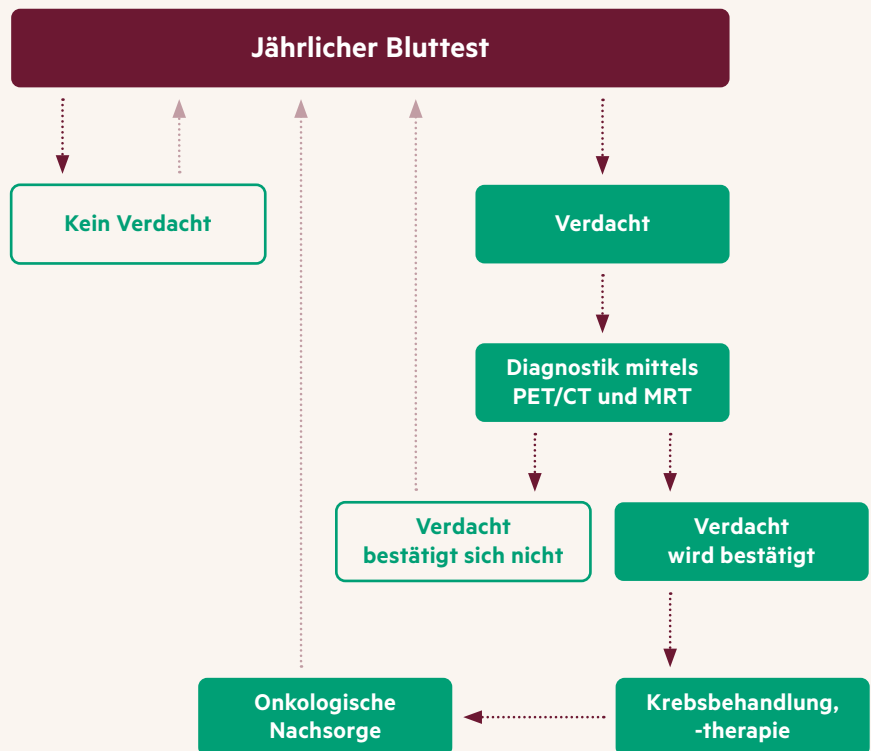 Jährlicher Bluttest
Kein Verdacht
Verdacht
Diagnostik mittels
PET/CT und MRT
Verdacht
bestätigt sich nicht
Verdacht
wird bestätigt
Onkologische
Nachsorge
Krebsbehandlung,
-therapie